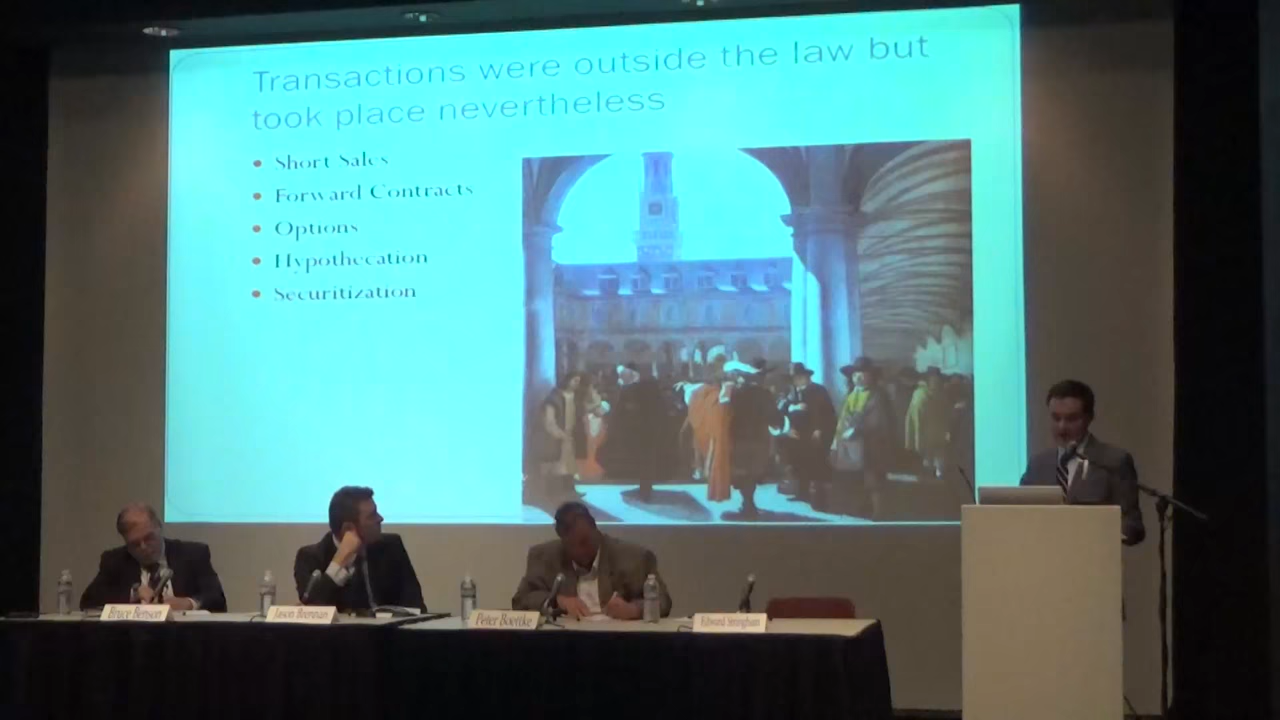 Transactions were outside the law but
took place nevertheless
• Short Sales
• Forward Contracts
• Options
• Hypothecation
• Securitization
Bruce Benson
Jason Brennan
Peter Boettke
Edward Stringham